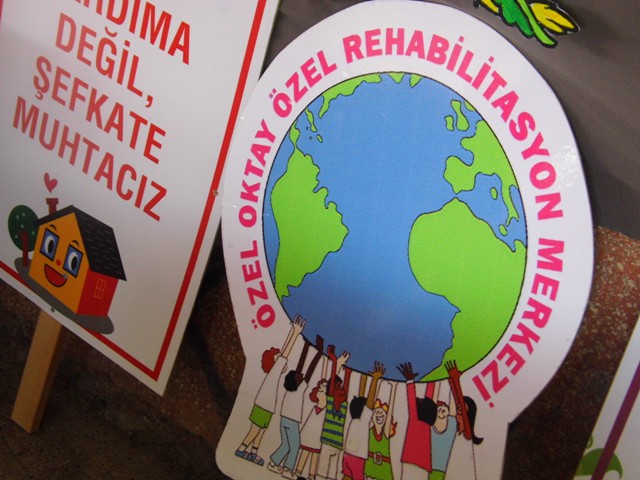 DEĞİL,
ŞEFKATE
MUHTACIZ
ÖZEL OKTAY ÖZEL REHABİLİTASYON MERKEZİ